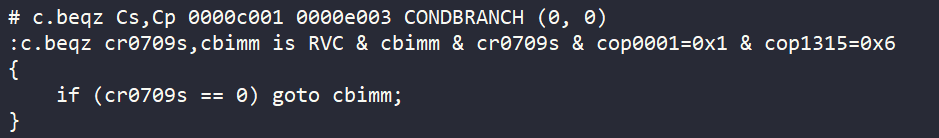 # c.beqz Cs,Cp 0000c001 0000e003 CONDBRANCH (0, 0)
:c.beqz cr0709s,cbimm is RVC & cbimm & cr0709s & cop0001=0x1 & cop1315=0x6
{
    if (cr0709s == 0) goto cbimm;
}